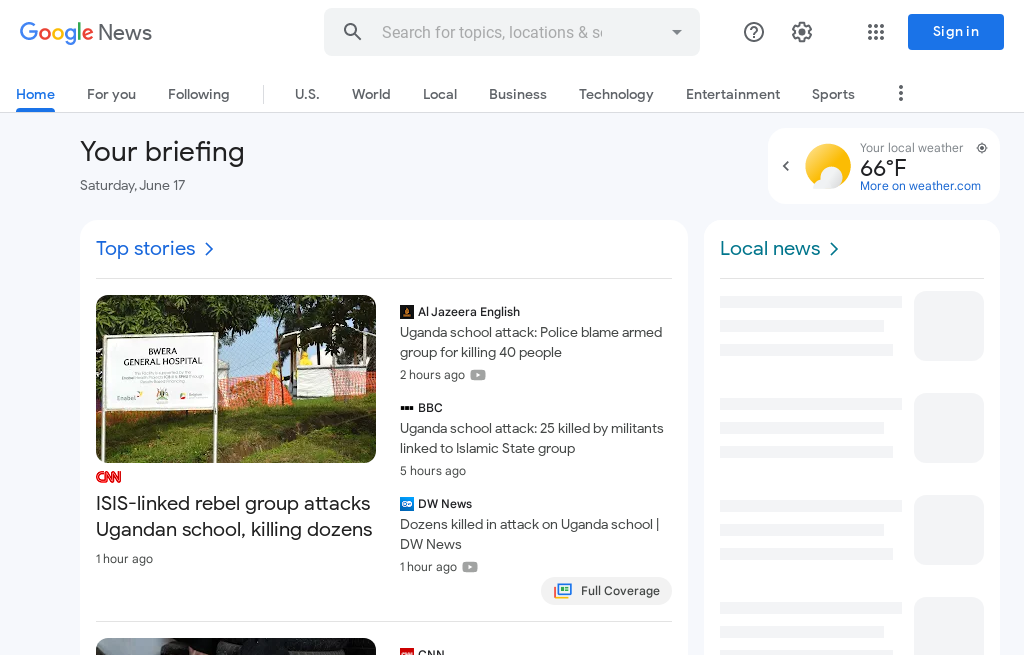 Google News
Search for topics, locations & s
Sign in
Home
For you
Following
U.S.
World
Local
Business
Technology
Entertainment
Sports
Your briefing
Saturday, June 17
Your local weather
66°F
More on weather.com
Top stories
BWERA
GENERAL HOSPITAL
Enabel
CNN
ISIS-linked rebel group attacks
Ugandan school, killing dozens
1 hour ago
Al Jazeera English
Uganda school attack: Police blame armed
group for killing 40 people
2 hours ago
BBC
Uganda school attack: 25 killed by militants
linked to Islamic State group
5 hours ago
DW News
Dozens killed in attack on Uganda school |
DW News
1 hour ago
Full Coverage
CNN
Local news